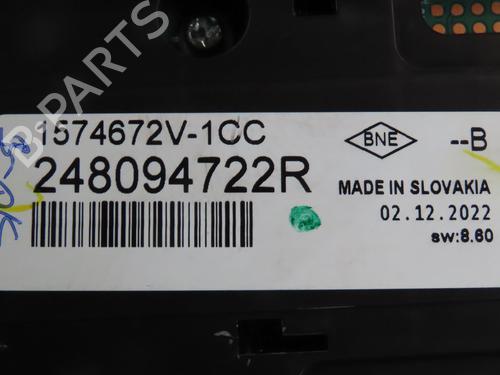 B-PARTS
1574672V-1CC
248094722R
BNE
--B
MADE IN SLOVAKIA
02.12.2022
sw:8.60